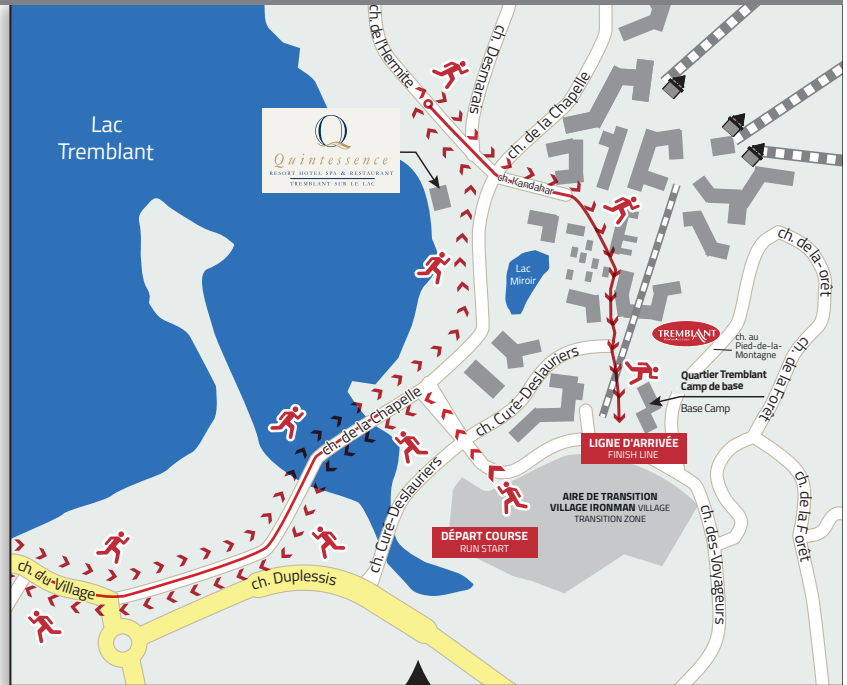 ch. de l'Hermite
ch. Desmarais
ch. de la Chapelle
Lac
Tremblant
Q
Quintessence
RESORT HOTEL SPA & RESTAURANT
TREMBLANT SUR LE LAC
ch. Kandahar
ch. de la- orêt
Lac
Miroir
TREMBLANT
ch. au
Pied-de-la-
Montagne
ch. de la Forêt
Quartier Tremblant
Camp de base
Base Camp
ch. Curé-Deslauriers
ch. de la Chapelle
LIGNE D'ARRIVÉE
FINISH LINE
ch. Curé-Deslauriers
AIRE DE TRANSITION
VILLAGE IRONMAN VILLAGE
TRANSITION ZONE
DÉPART COURSE
RUN START
ch. de la Forêt
ch. des-Voyageurs
ch. du Village
ch. Duplessis